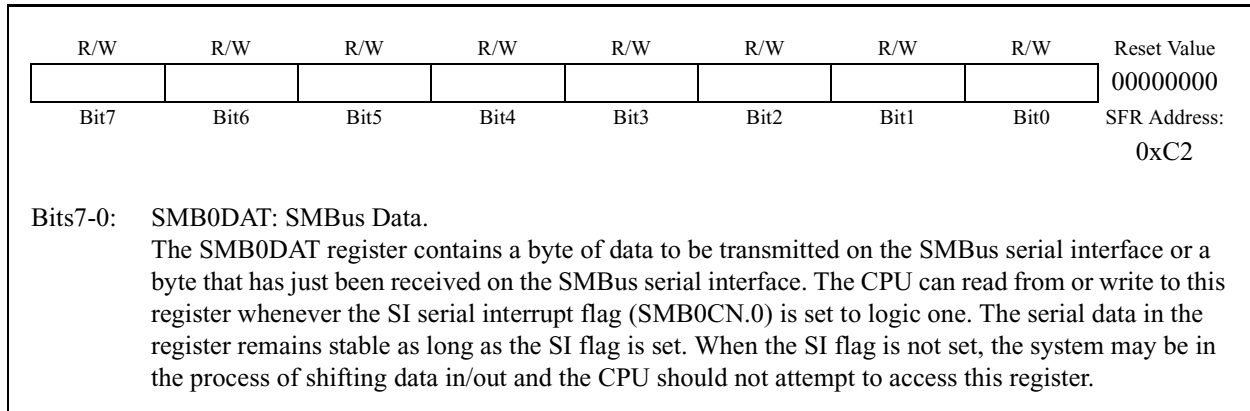 R/W R/W R/W R/W R/W R/W R/W R/W Reset Value
00000000
Bit7 Bit6 Bit5 Bit4 Bit3 Bit2 Bit1 Bit0 SFR Address:
0xC2
Bits7-0: SMB0DAT: SMBus Data.
The SMB0DAT register contains a byte of data to be transmitted on the SMBus serial interface or a
byte that has just been received on the SMBus serial interface. The CPU can read from or write to this
register whenever the SI serial interrupt flag (SMB0CN.0) is set to logic one. The serial data in the
register remains stable as long as the SI flag is set. When the SI flag is not set, the system may be in
the process of shifting data in/out and the CPU should not attempt to access this register.